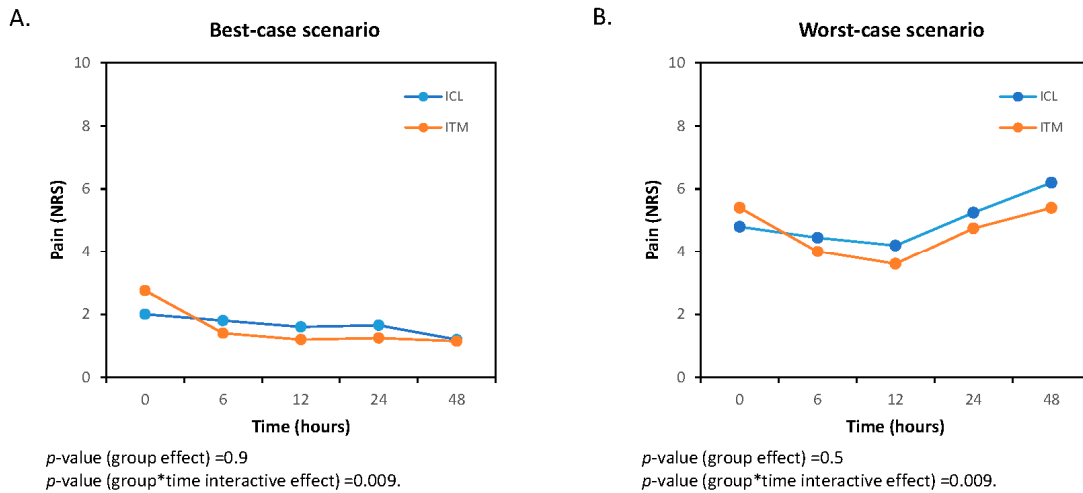 A.
Best-case scenario
10
8
6
4
2
0
Pain (NRS)
ICL
ITM
0 6 12 24 48
Time (hours)
p-value (group effect) =0.9
p-value (group*time interactive effect) =0.009.
B.
Worst-case scenario
10
8
6
4
2
0
Pain (NRS)
ICL
ITM
0 6 12 24 48
Time (hours)
p-value (group effect) =0.5
p-value (group*time interactive effect) =0.009.